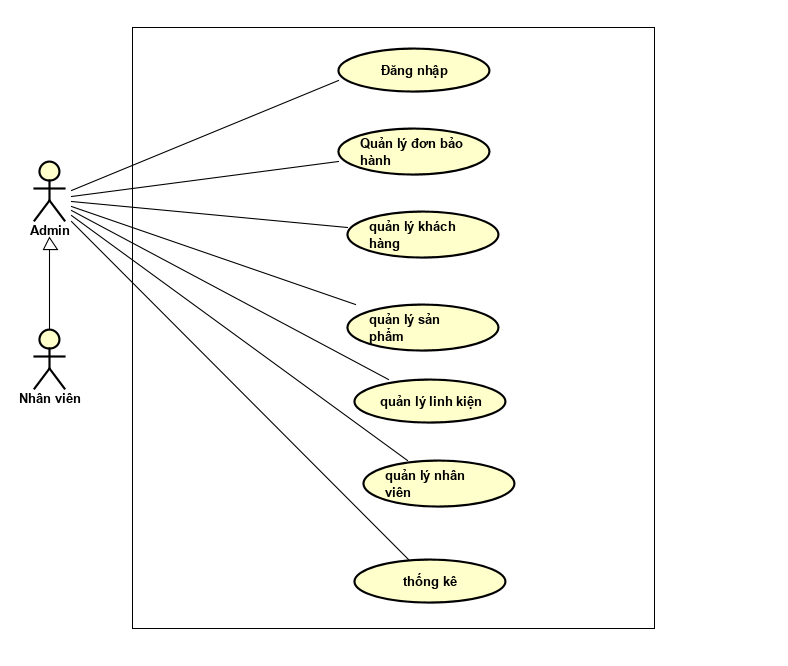 Đăng nhập
Quản lý đơn bảo
hành
Admin
quản lý khách
hàng
quản lý sản
phẩm
Nhân viên
quản lý linh kiện
quản lý nhân
viên
thống kê